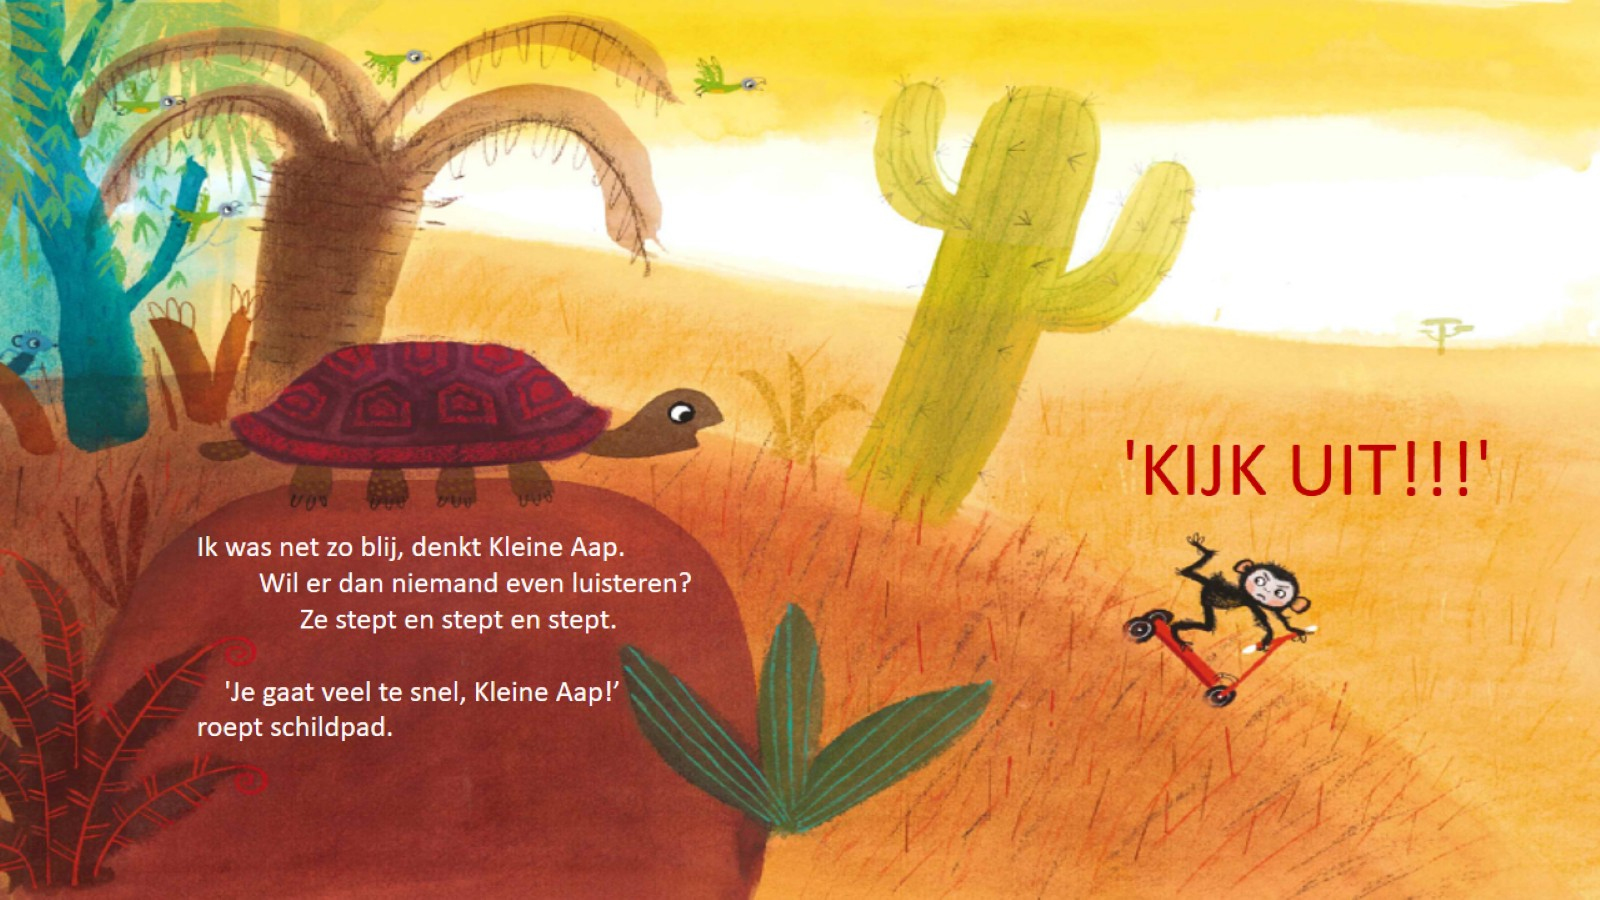 Ik was net zo blij, denkt Kleine Aap.
Wil er dan niemand even luisteren?
Ze stept en stept en stept.
'Je gaat veel te snel, Kleine Aap!’
roept schildpad.
'KIJK UIT!!!'